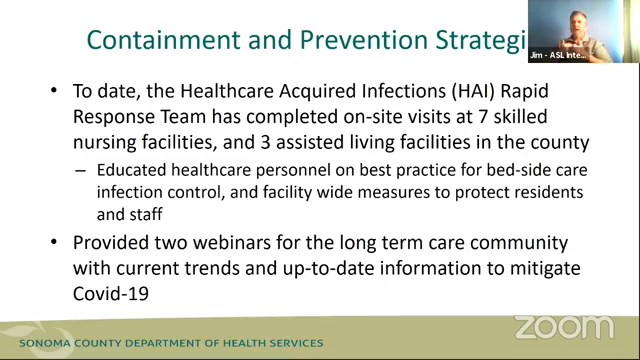 Containment and Prevention Strategi
Jim - ASL Inte...
• To date, the Healthcare Acquired Infections (HAI) Rapid
Response Team has completed on-site visits at 7 skilled
nursing facilities, and 3 assisted living facilities in the county
– Educated healthcare personnel on best practice for bed-side care
infection control, and facility wide measures to protect residents
and staff
• Provided two webinars for the long term care community
with current trends and up-to-date information to mitigate
Covid-19
SONOMA COUNTY DEPARTMENT OF HEALTH SERVICES
zoom